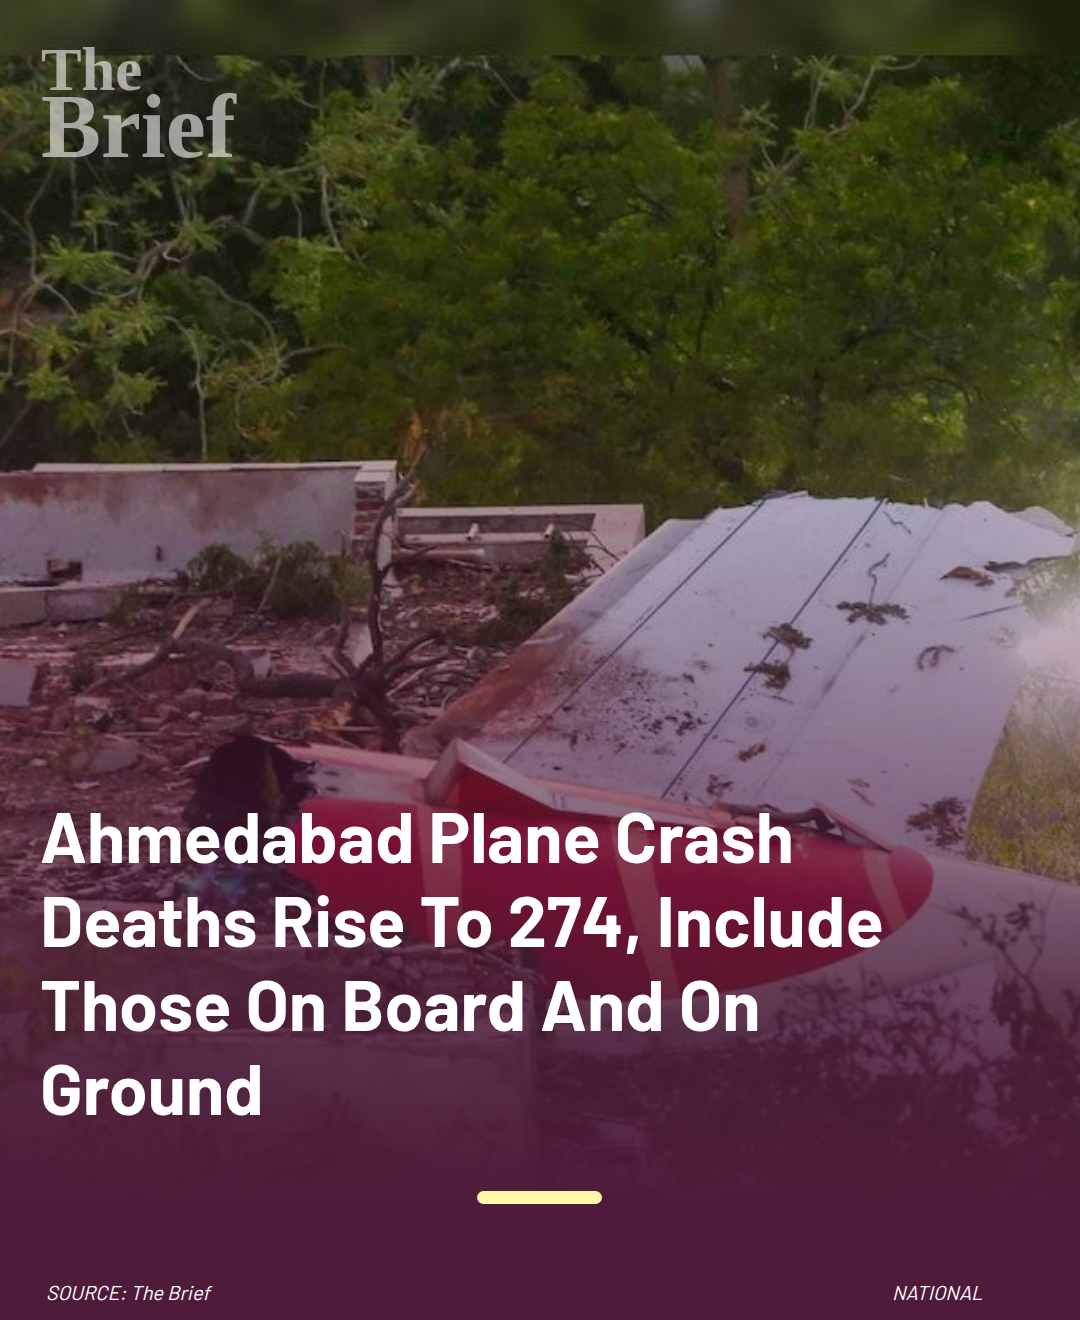 The
Brief
Ahmedabad Plane Crash
Deaths Rise To 274, Include
Those On Board And On
Ground
SOURCE: The Brief
NATIONAL